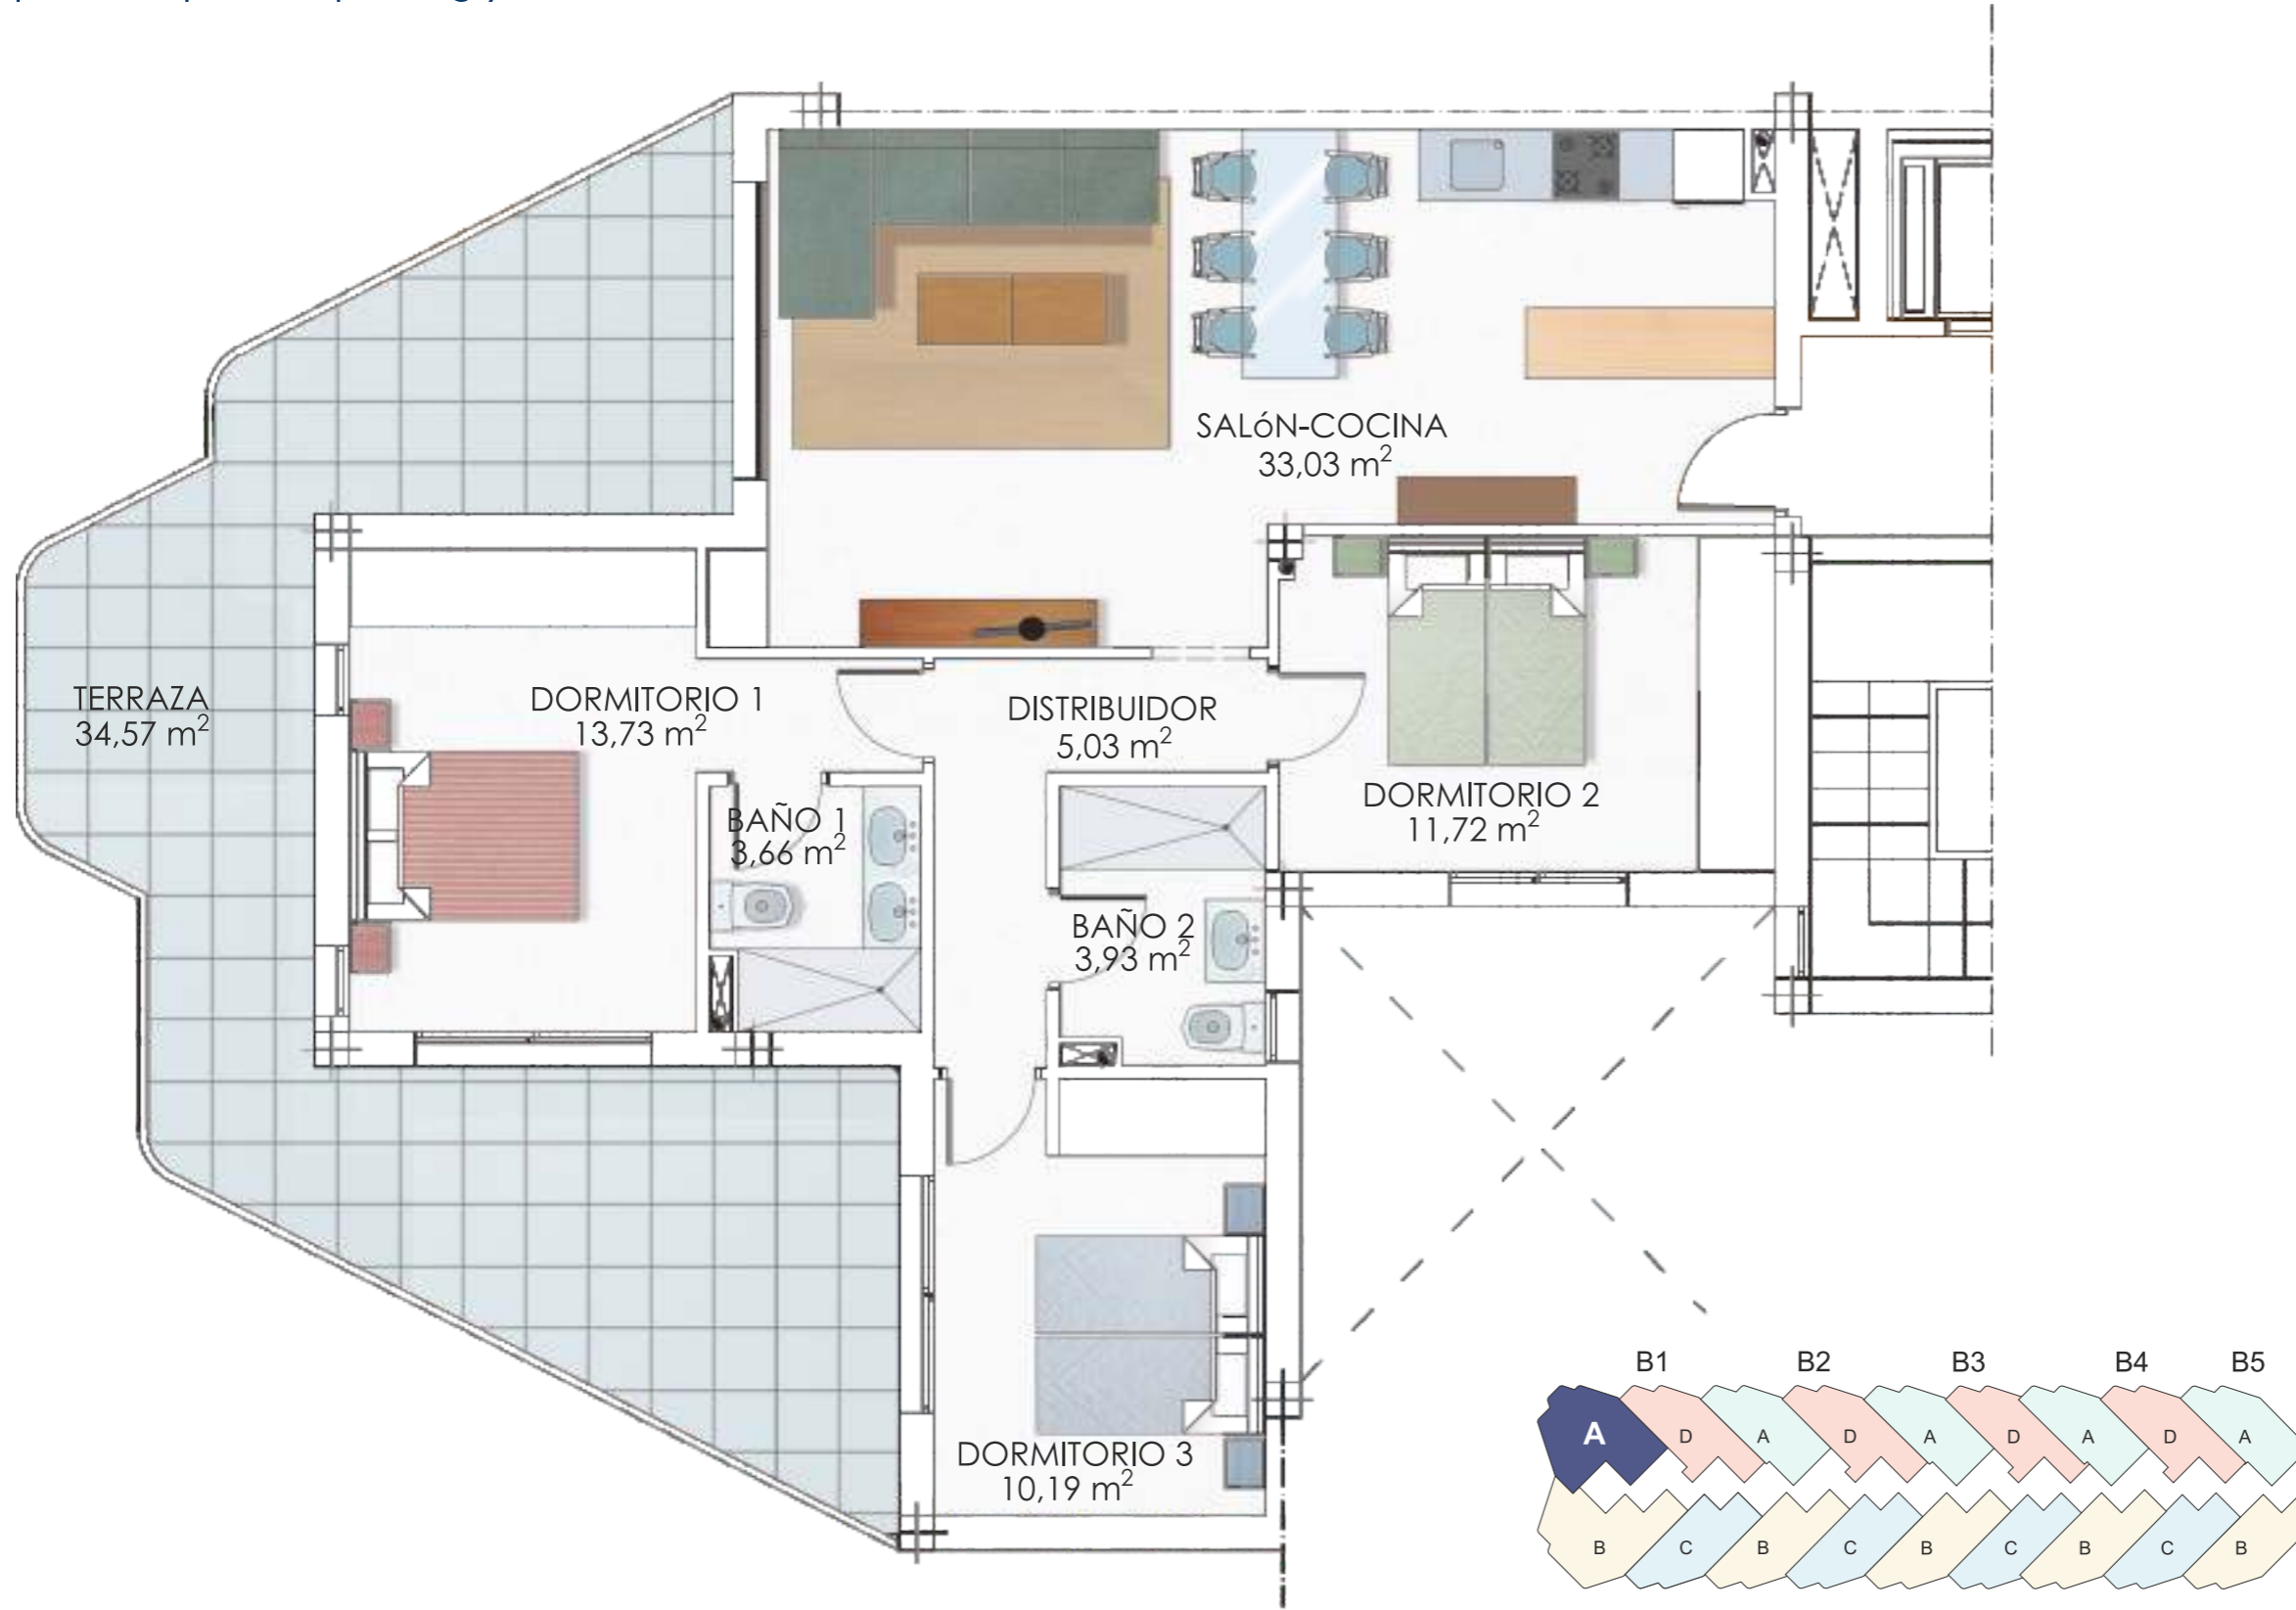 SALóN-COCINA
33,03 m²
TERRAZA
34,57 m²
DORMITORIO 1
13,73 m²
DISTRIBUIDOR
5,03 m²
DORMITORIO 2
11,72 m²
BAÑO 1
3,66 m²
BAÑO 2
3,93 m²
DORMITORIO 3
10,19 m²
B1 B2 B3 B4 B5
A D A D A D A D A
B C B C B C B C B